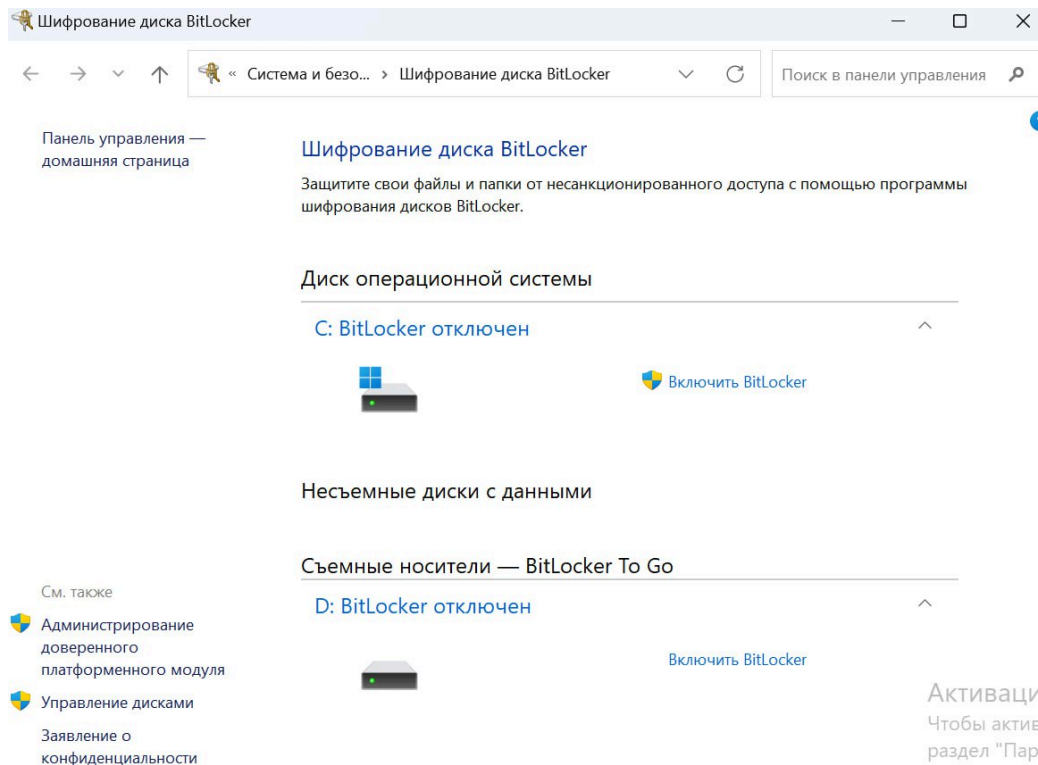 Шифрование диска BitLocker
« Система и безо... › Шифрование диска BitLocker
Поиск в панели управления
Панель управления —
домашняя страница
Шифрование диска BitLocker
Защитите свои файлы и папки от несанкционированного доступа с помощью программы
шифрования дисков BitLocker.
Диск операционной системы
C: BitLocker отключен
Включить BitLocker
Несъемные диски с данными
Съемные носители — BitLocker To Go
D: BitLocker отключен
Включить BitLocker
См. также
Администрирование
доверенного
платформенного модуля
Управление дисками
Заявление о
конфиденциальности
Активаци
Чтобы актив
раздел "Пар